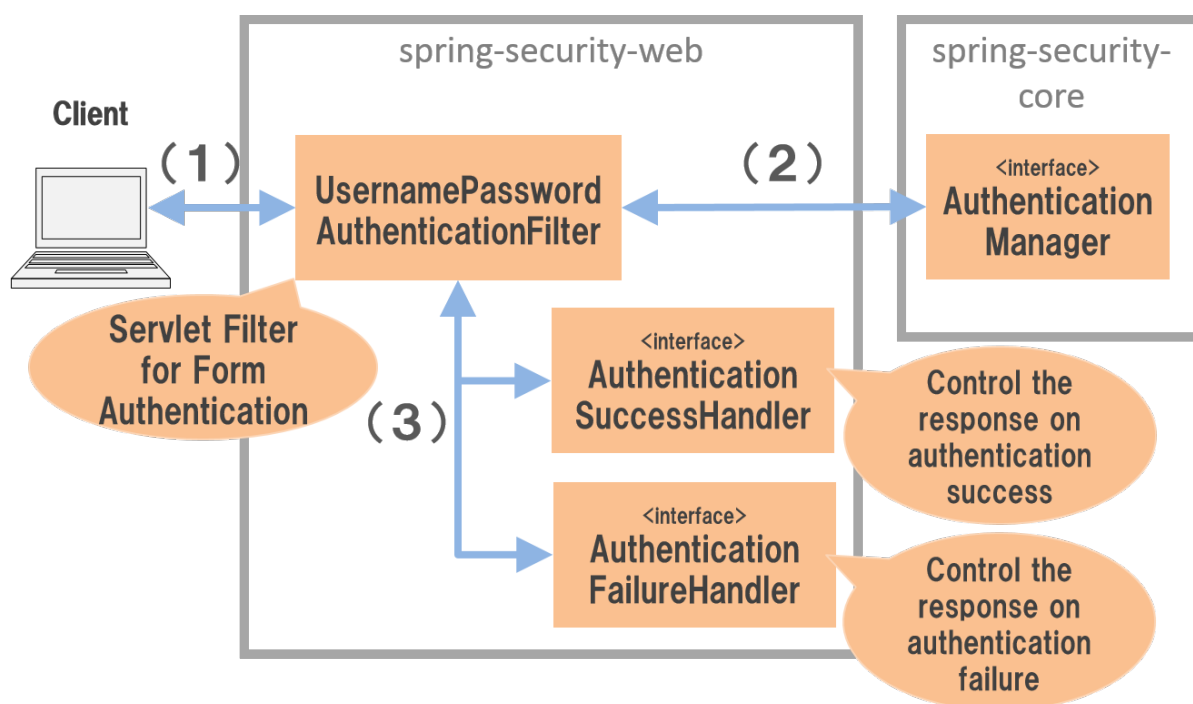 spring-security-web
spring-security-
core
Client
(1)
(2)
UsernamePassword
AuthenticationFilter
<interface>
Authentication
Manager
Servlet Filter
for Form
Authentication
(3)
<interface>
Authentication
SuccessHandler
Control the
response on
authentication
success
<interface>
Authentication
FailureHandler
Control the
response on
authentication
failure